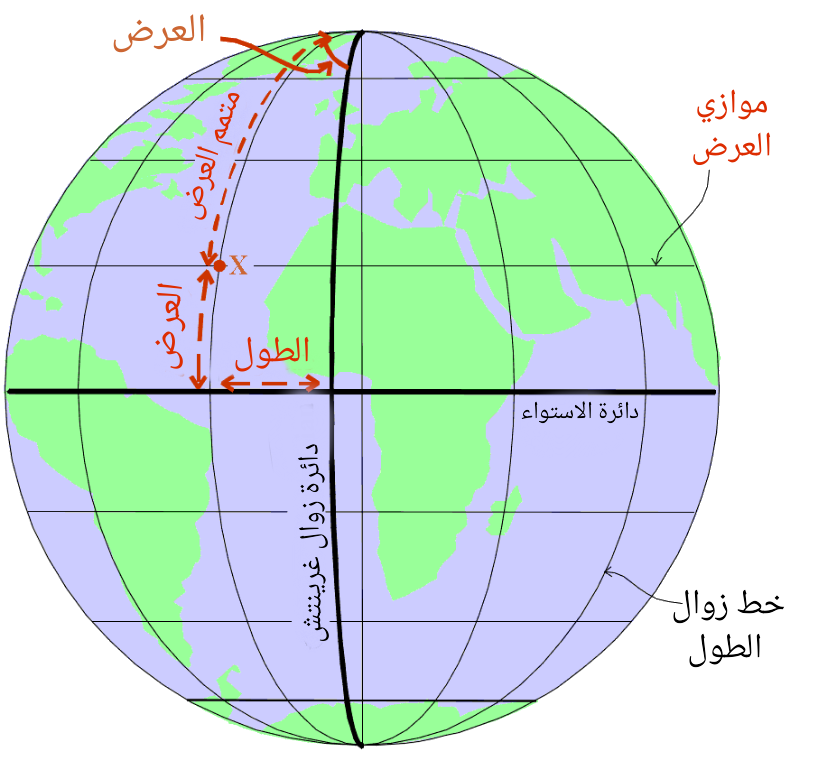 العرض
موازي
العرض
متمم العرض
X
العرض
الطول
دائرة الاستواء
دائرة زوال غرينتش
خط زوال
الطول